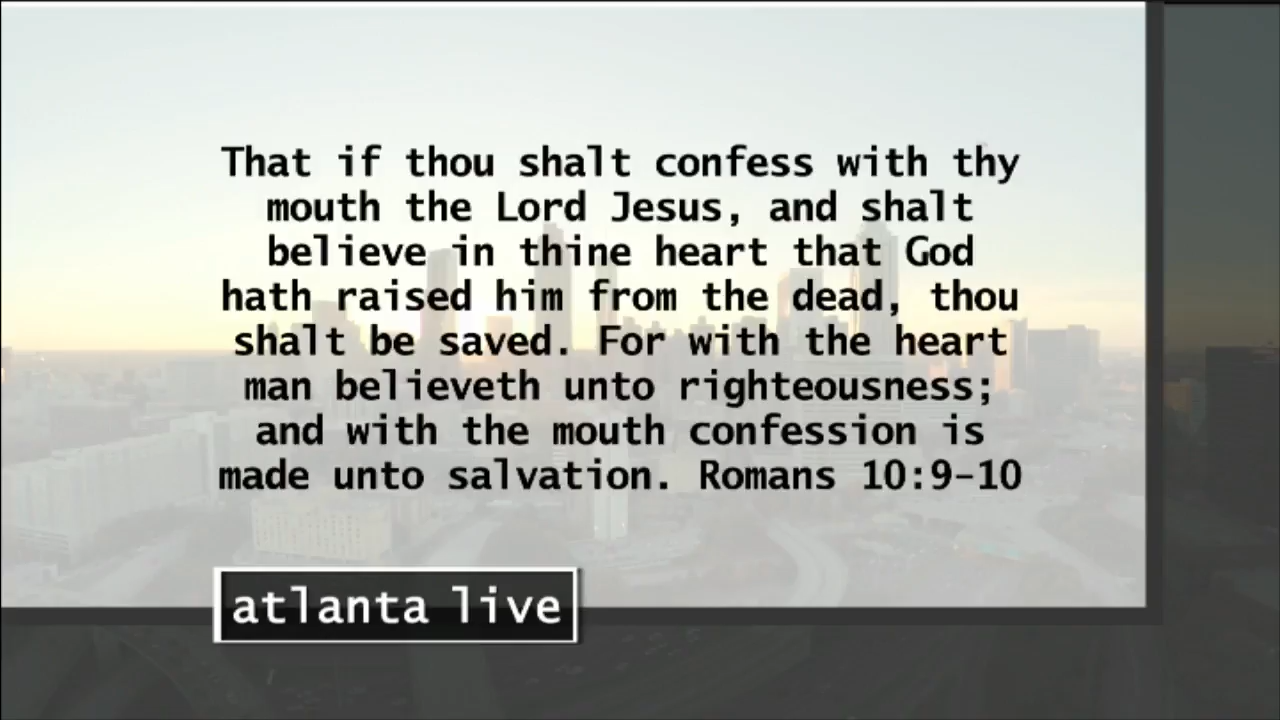 That if thou shalt confess with thy
mouth the Lord Jesus, and shalt
believe in thine heart that God
hath raised him from the dead, thou
shalt be saved. For with the heart
man believeth unto righteousness;
and with the mouth confession is
made unto salvation. Romans 10:9-10
atlanta live